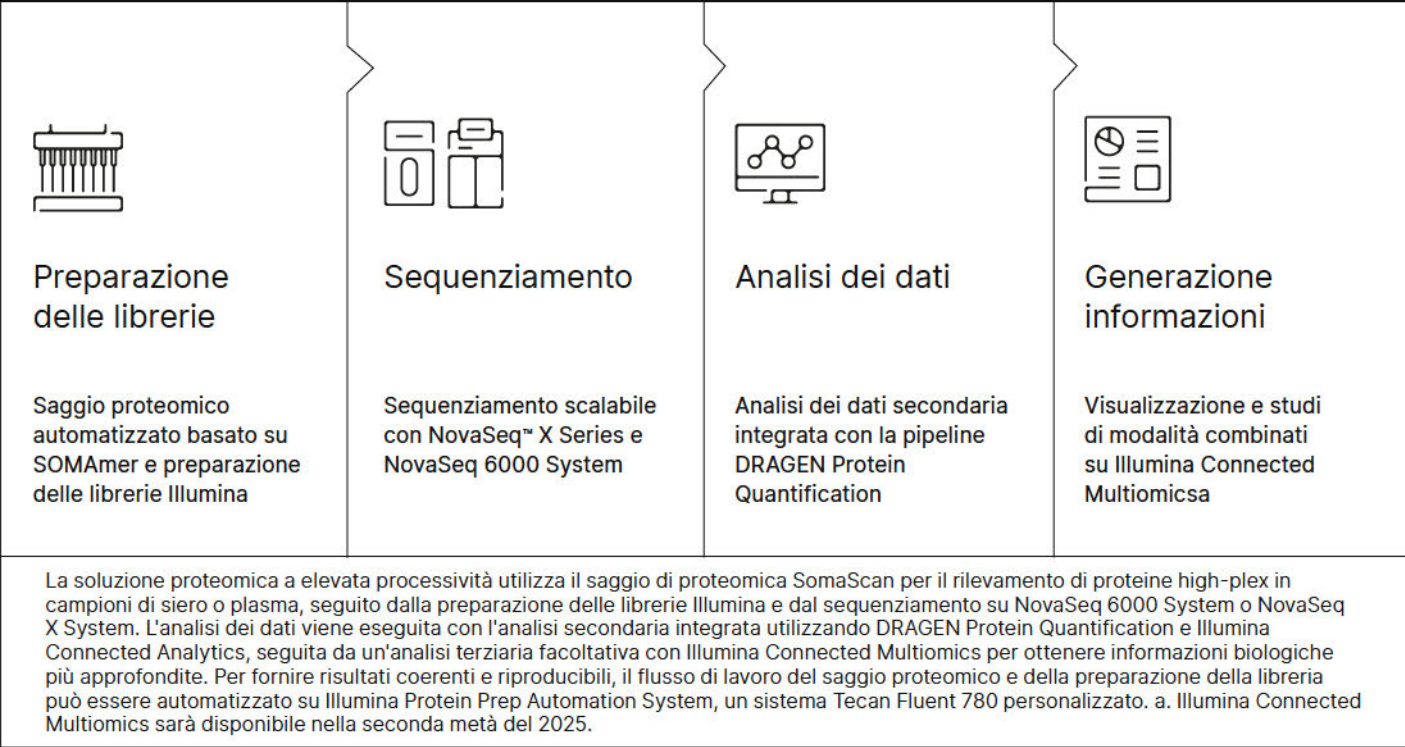 Preparazione
delle librerie
Saggio proteomico
automatizzato basato su
SOMAmer e preparazione
delle librerie Illumina
Sequenziamento
Sequenziamento scalabile
con NovaSeq™ X Series e
NovaSeq 6000 System
Analisi dei dati
Analisi dei dati secondaria
integrata con la pipeline
DRAGEN Protein
Quantification
Generazione
informazioni
Visualizzazione e studi
di modalità combinati
su Illumina Connected
Multiomicsa
La soluzione proteomica a elevata processività utilizza il saggio di proteomica SomaScan per il rilevamento di proteine high-plex in
campioni di siero o plasma, seguito dalla preparazione delle librerie Illumina e dal sequenziamento su NovaSeq 6000 System o NovaSeq
X System. L'analisi dei dati viene eseguita con l'analisi secondaria integrata utilizzando DRAGEN Protein Quantification e Illumina
Connected Analytics, seguita da un'analisi terziaria facoltativa con Illumina Connected Multiomics per ottenere informazioni biologiche
più approfondite. Per fornire risultati coerenti e riproducibili, il flusso di lavoro del saggio proteomico e della preparazione della libreria
può essere automatizzato su Illumina Protein Prep Automation System, un sistema Tecan Fluent 780 personalizzato. a. Illumina Connected
Multiomics sarà disponibile nella seconda metà del 2025.